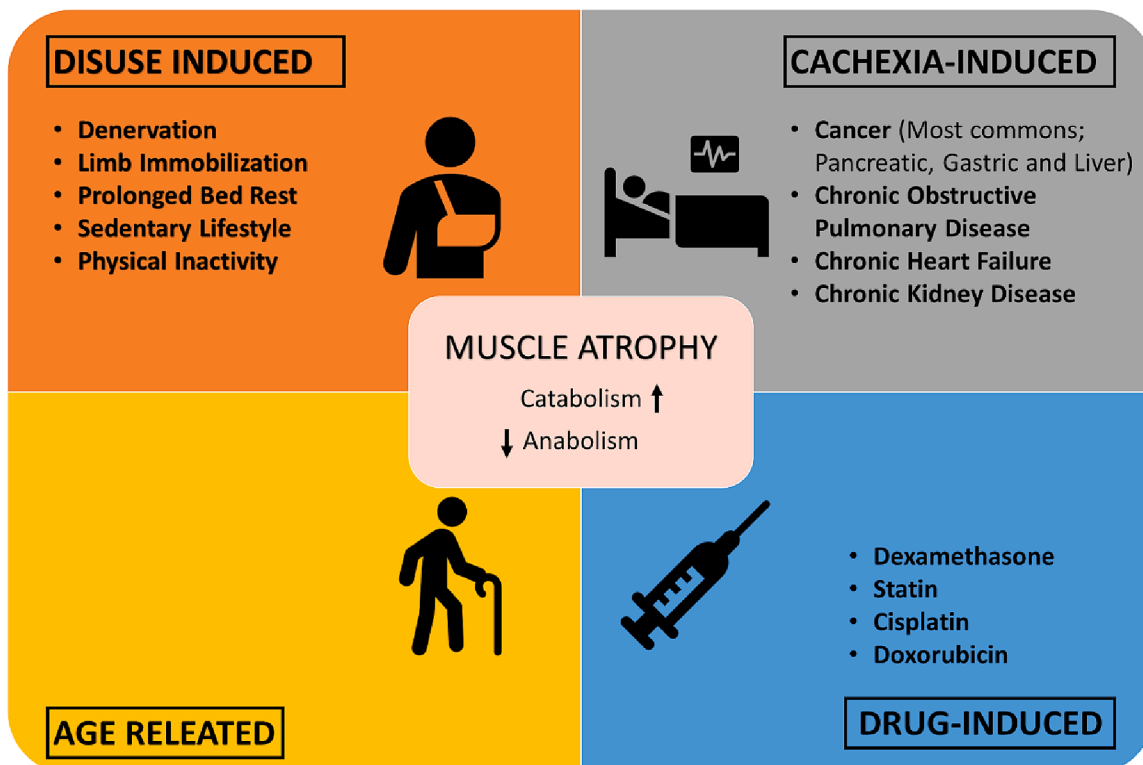 DISUSE INDUCED
• Denervation
• Limb Immobilization
• Prolonged Bed Rest
• Sedentary Lifestyle
• Physical Inactivity
CACHEXIA-INDUCED
• Cancer (Most commons;
Pancreatic, Gastric and Liver)
• Chronic Obstructive
Pulmonary Disease
• Chronic Heart Failure
• Chronic Kidney Disease
MUSCLE ATROPHY
Catabolism ↑
↓ Anabolism
AGE RELEATED
• Dexamethasone
• Statin
• Cisplatin
• Doxorubicin
DRUG-INDUCED